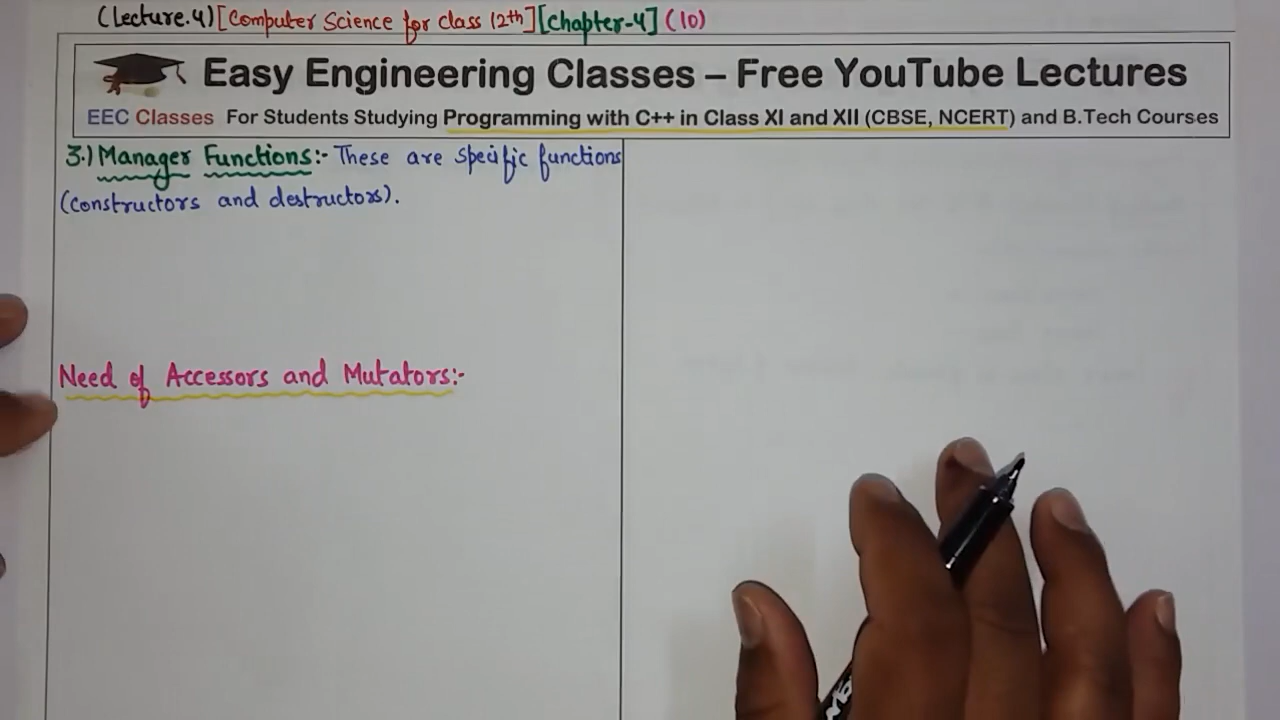 (Lecture.4) [Computer Science for class 12th] [Chapter-4] (10)
Easy Engineering Classes – Free YouTube Lectures
EEC Classes For Students Studying Programming with C++ in Class XI and XII (CBSE, NCERT) and B.Tech Courses
3.) Manager Functions:- These are specific functions
(constructors and destructors).
Need of Accessors and Mutators:-